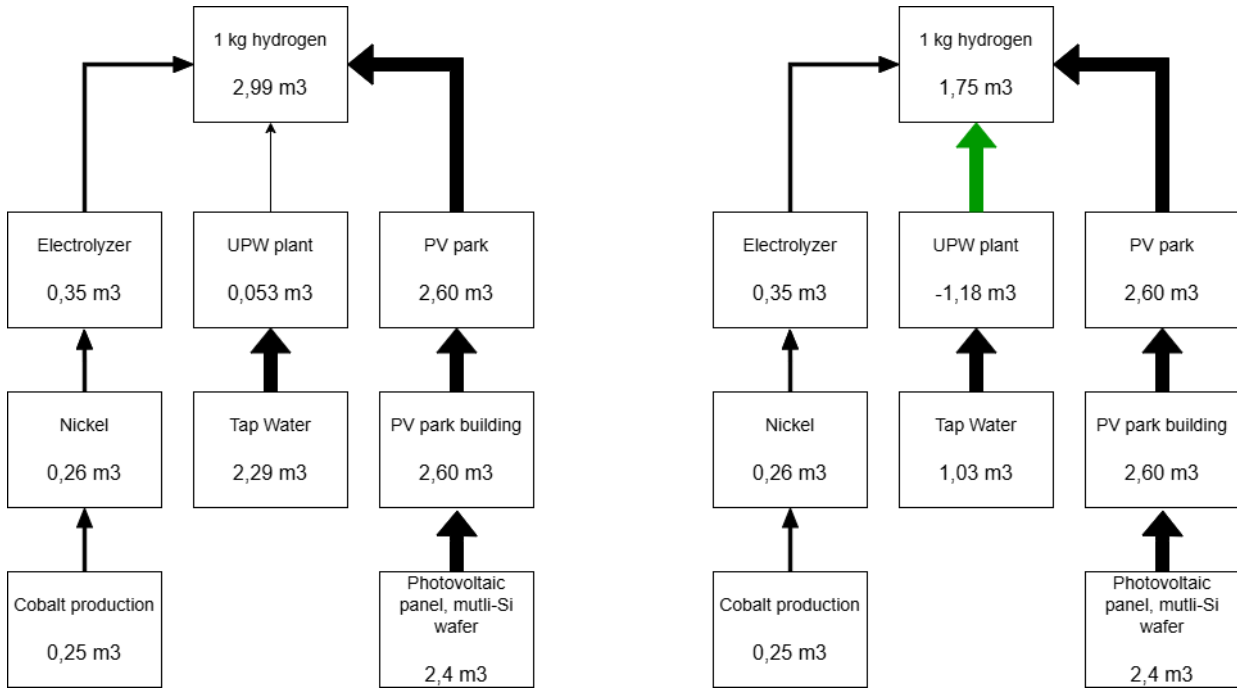 1 kg hydrogen
2,99 m3
Electrolyzer
0,35 m3
UPW plant
0,053 m3
PV park
2,60 m3
Nickel
0,26 m3
Tap Water
2,29 m3
PV park building
2,60 m3
Cobalt production
0,25 m3
Photovoltaic
panel, mutli-Si
wafer
2,4 m3
1 kg hydrogen
1,75 m3
Electrolyzer
0,35 m3
UPW plant
-1,18 m3
PV park
2,60 m3
Nickel
0,26 m3
Tap Water
1,03 m3
PV park building
2,60 m3
Cobalt production
0,25 m3
Photovoltaic
panel, mutli-Si
wafer
2,4 m3